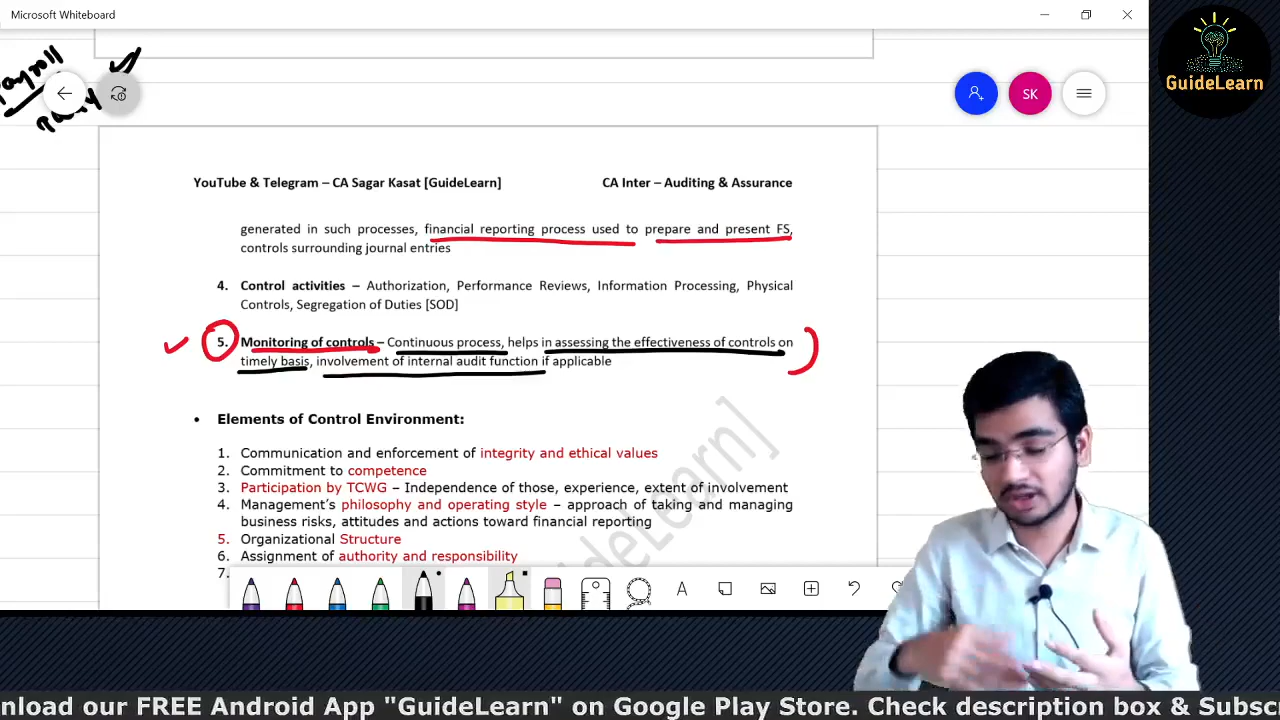 Microsoft Whiteboard
GuideLearn
SK
YouTube & Telegram – CA Sagar Kasat [GuideLearn] CA Inter – Auditing & Assurance
generated in such processes, financial reporting process used to prepare and present FS,
controls surrounding journal entries
4. Control activities – Authorization, Performance Reviews, Information Processing, Physical
Controls, Segregation of Duties [SOD]
5. Monitoring of controls – Continuous process, helps in assessing the effectiveness of controls on
timely basis, involvement of internal audit function if applicable
• Elements of Control Environment:
1. Communication and enforcement of integrity and ethical values
2. Commitment to competence
3. Participation by TCWG – Independence of those, experience, extent of involvement
4. Management's philosophy and operating style – approach of taking and managing
business risks, attitudes and actions toward financial reporting
5. Organizational Structure
6. Assignment of authority and responsibility
7.
ideLearn]
A
nload our FREE Android App "GuideLearn" on Google Play Store. Check description box & Subsc